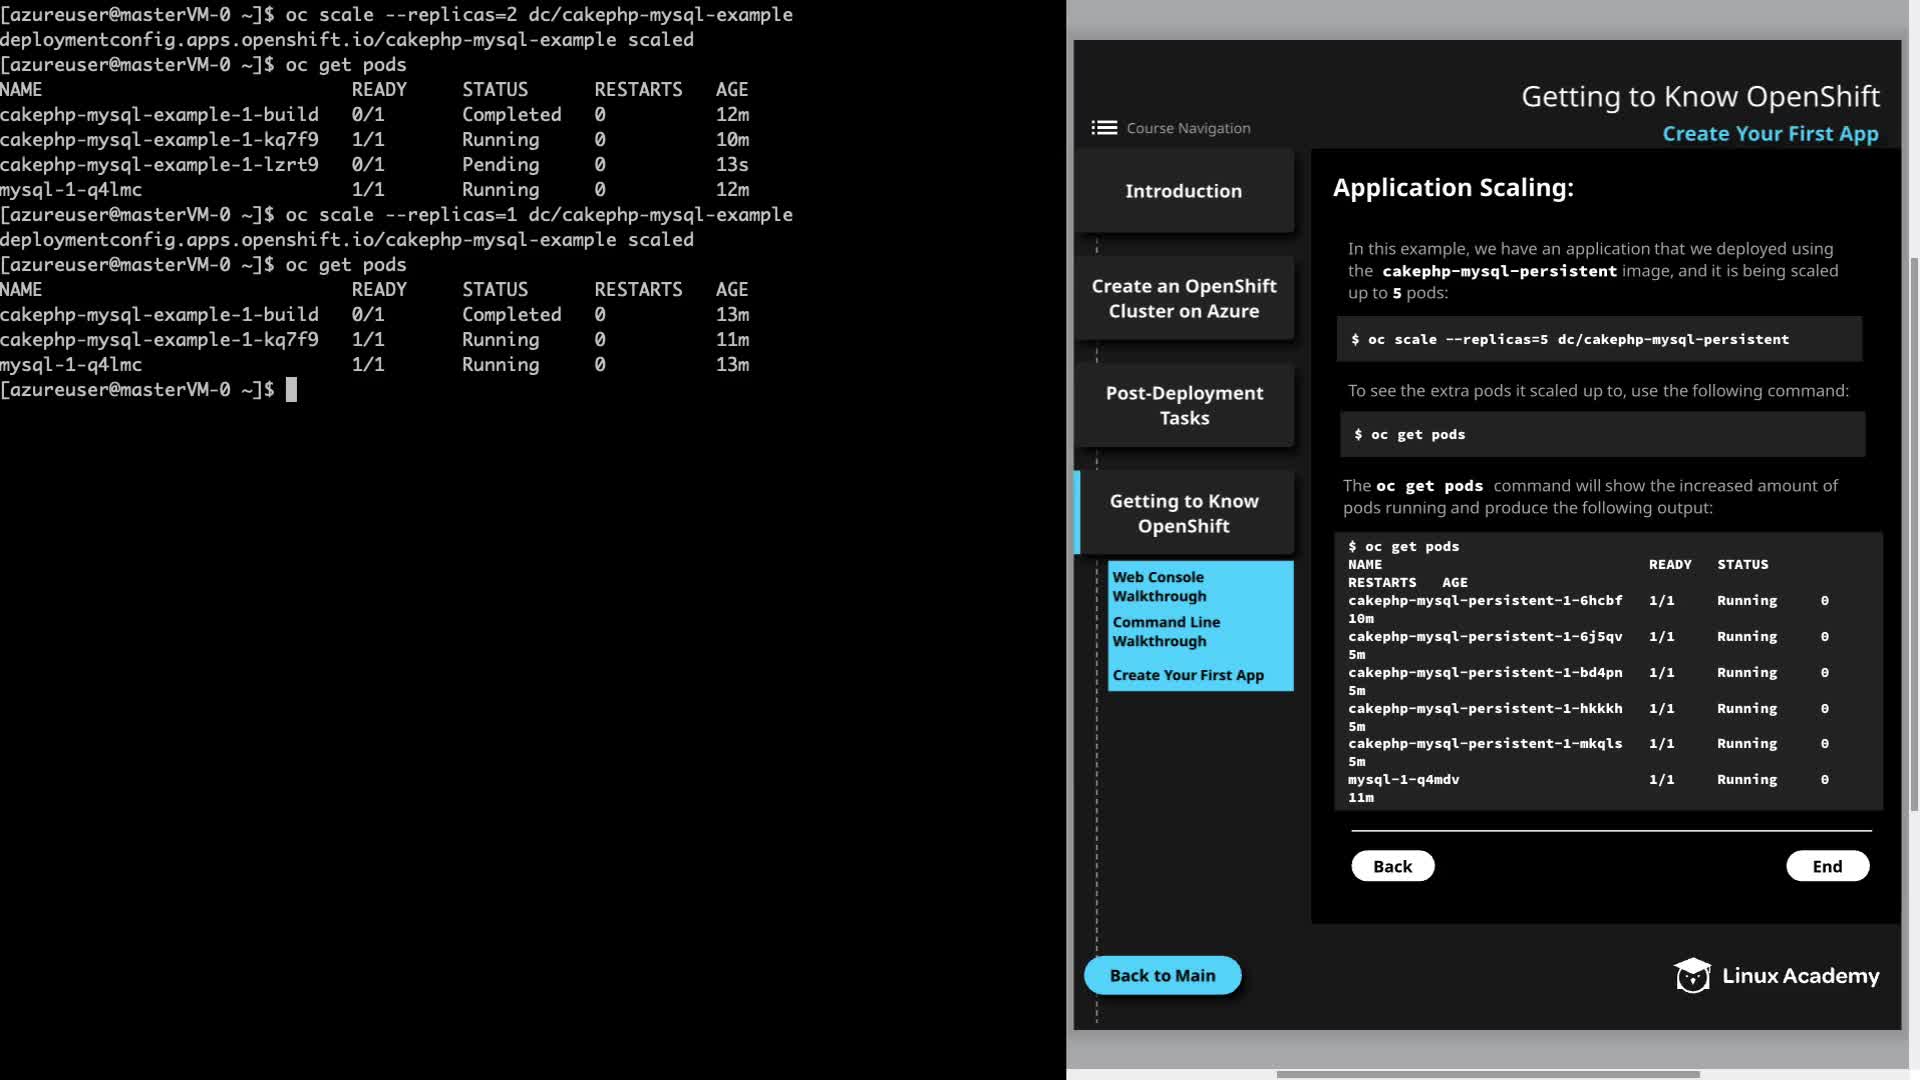 [azureuser@masterVM-0 ~]$ oc scale --replicas=2 dc/cakephp-mysql-example
deploymentconfig.apps.openshift.io/cakephp-mysql-example scaled
[azureuser@masterVM-0 ~]$ oc get pods
NAME READY STATUS RESTARTS AGE
cakephp-mysql-example-1-build 0/1 Completed 0 12m
cakephp-mysql-example-1-kq7f9 1/1 Running 0 10m
cakephp-mysql-example-1-lzrt9 0/1 Pending 0 13s
mysql-1-q4lmc 1/1 Running 0 12m
[azureuser@masterVM-0 ~]$ oc scale --replicas=1 dc/cakephp-mysql-example
deploymentconfig.apps.openshift.io/cakephp-mysql-example scaled
[azureuser@masterVM-0 ~]$ oc get pods
NAME READY STATUS RESTARTS AGE
cakephp-mysql-example-1-build 0/1 Completed 0 13m
cakephp-mysql-example-1-kq7f9 1/1 Running 0 11m
mysql-1-q4lmc 1/1 Running 0 13m
[azureuser@masterVM-0 ~]$
Getting to Know OpenShift
Create Your First App
Course Navigation
Introduction
Create an OpenShift
Cluster on Azure
Post-Deployment
Tasks
Getting to Know
OpenShift
Web Console
Walkthrough
Command Line
Walkthrough
Create Your First App
Back to Main
Application Scaling:
In this example, we have an application that we deployed using
the cakephp-mysql-persistent image, and it is being scaled
up to 5 pods:
$ oc scale --replicas=5 dc/cakephp-mysql-persistent
To see the extra pods it scaled up to, use the following command:
$ oc get pods
The oc get pods command will show the increased amount of
pods running and produce the following output:
$ oc get pods
NAME READY STATUS
RESTARTS AGE
cakephp-mysql-persistent-1-6hcbf 1/1 Running 0
10m
cakephp-mysql-persistent-1-6j5qv 1/1 Running 0
5m
cakephp-mysql-persistent-1-bd4pn 1/1 Running 0
5m
cakephp-mysql-persistent-1-hkkkh 1/1 Running 0
5m
cakephp-mysql-persistent-1-mkqls 1/1 Running 0
5m
mysql-1-q4mdv 1/1 Running 0
11m
Back
End
Linux Academy